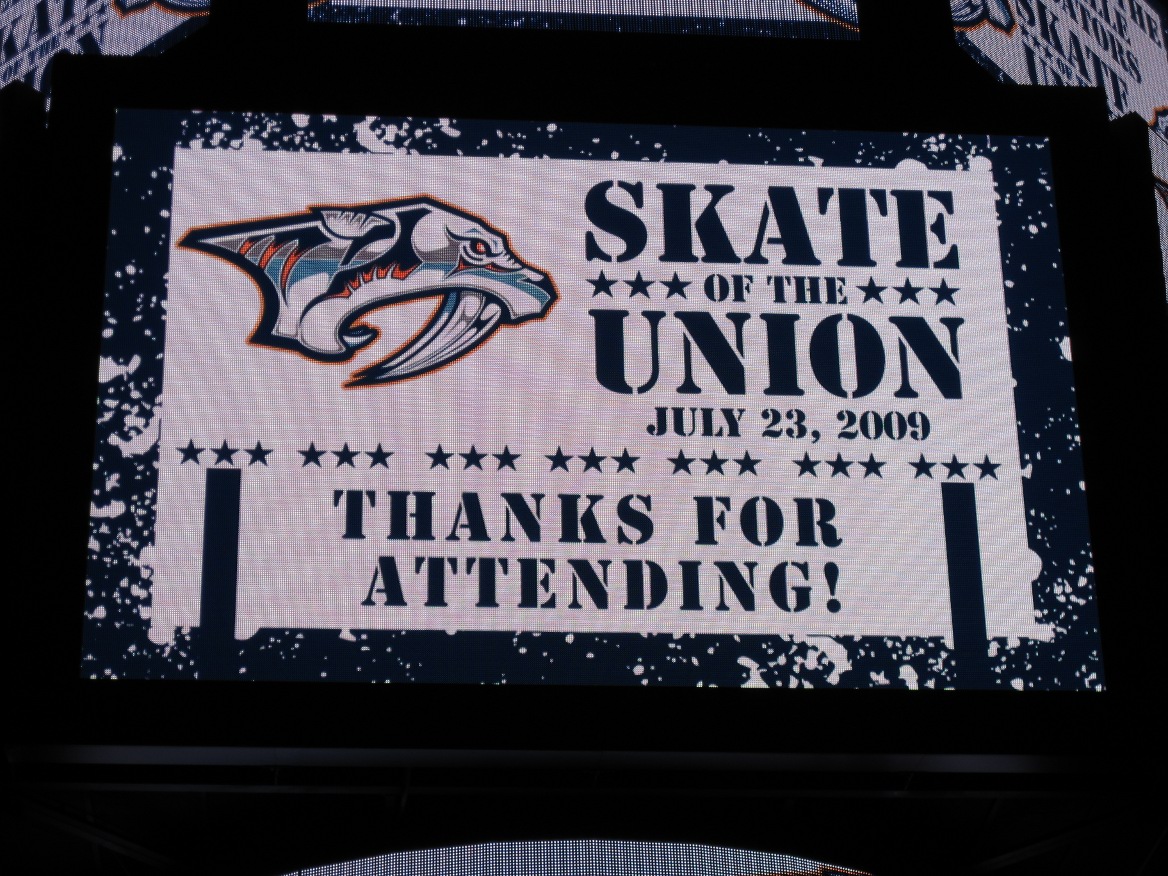 SKATE
★★★ OF THE ★★★
UNION
JULY 23, 2009
★★★ ★★★ ★★★ ★★★ ★★★ ★★★ ★★★
THANKS FOR
ATTENDING!